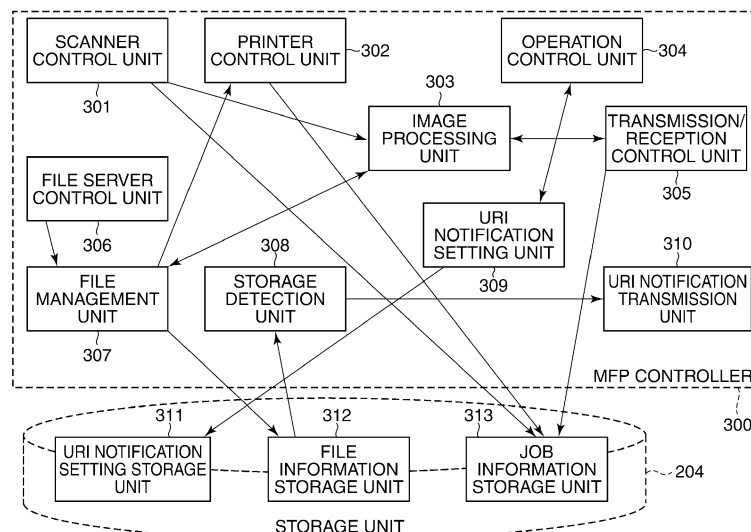 SCANNER
CONTROL UNIT
301
PRINTER
CONTROL UNIT
302
OPERATION
CONTROL UNIT
304
303
IMAGE
PROCESSING
UNIT
TRANSMISSION/
RECEPTION
CONTROL UNIT
305
FILE SERVER
CONTROL UNIT
306
URI
NOTIFICATION
SETTING UNIT
309
308
STORAGE
DETECTION
UNIT
310
URI NOTIFICATION
TRANSMISSION
UNIT
FILE
MANAGEMENT
UNIT
307
MFP CONTROLLER
300
311
URI NOTIFICATION
SETTING STORAGE
UNIT
312
FILE
INFORMATION
STORAGE UNIT
313
JOB
INFORMATION
STORAGE UNIT
204
STORAGE UNIT